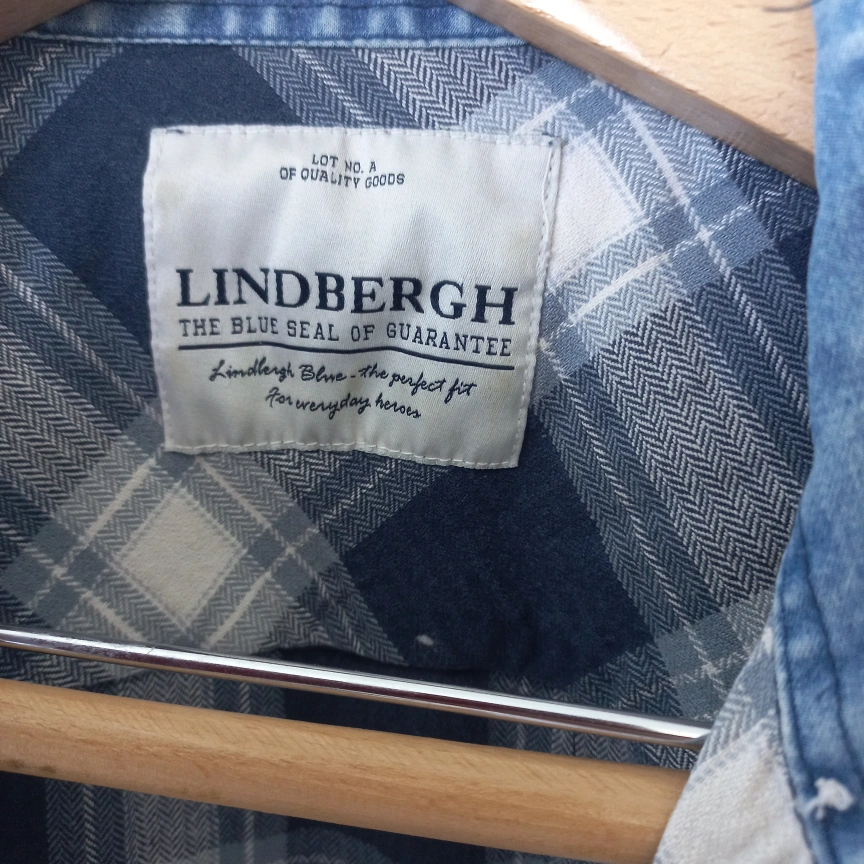 LOT NO. A
OF QUALITY GOODS
LINDBERGH
THE BLUE SEAL OF GUARANTEE
Lindbergh Blue - the perfect fit
for everyday heroes